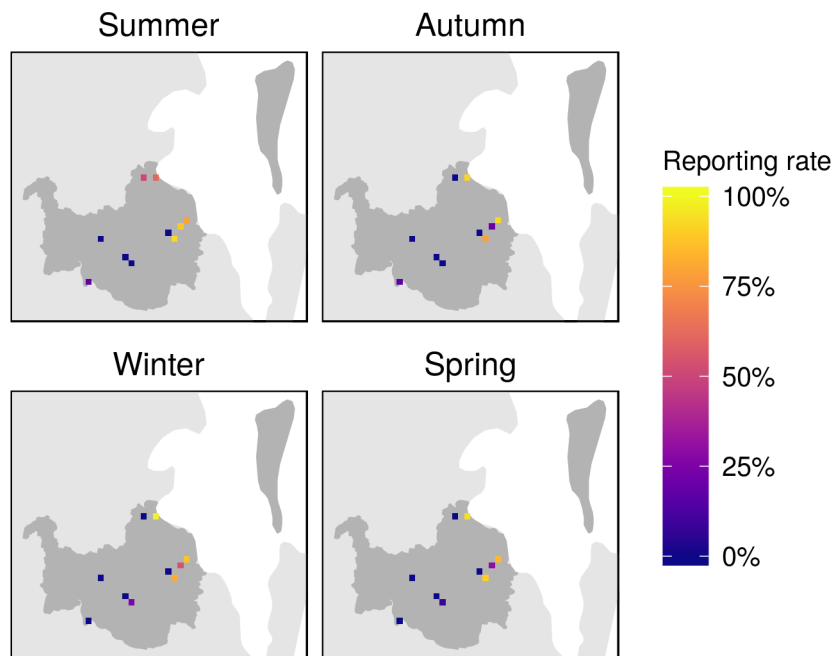 Summer
Autumn
Reporting rate
100%
75%
50%
25%
0%
Winter
Spring